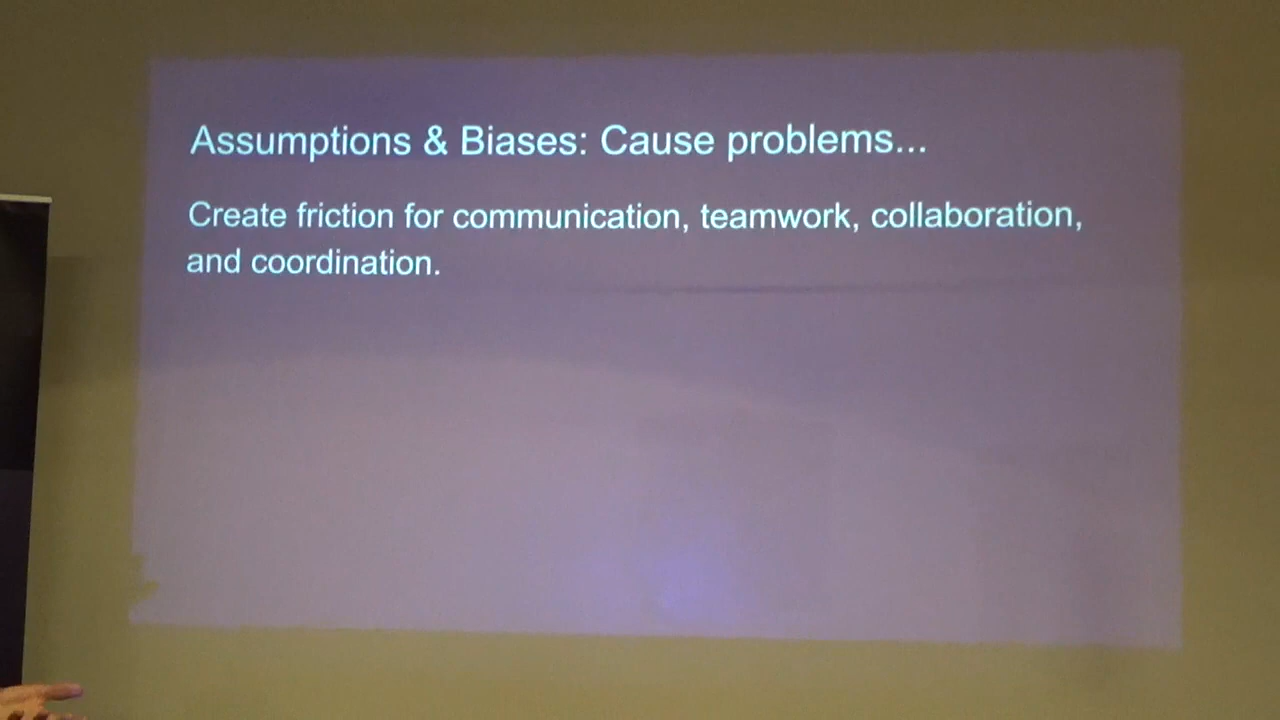 Assumptions & Biases: Cause problems...
Create friction for communication, teamwork, collaboration,
and coordination.